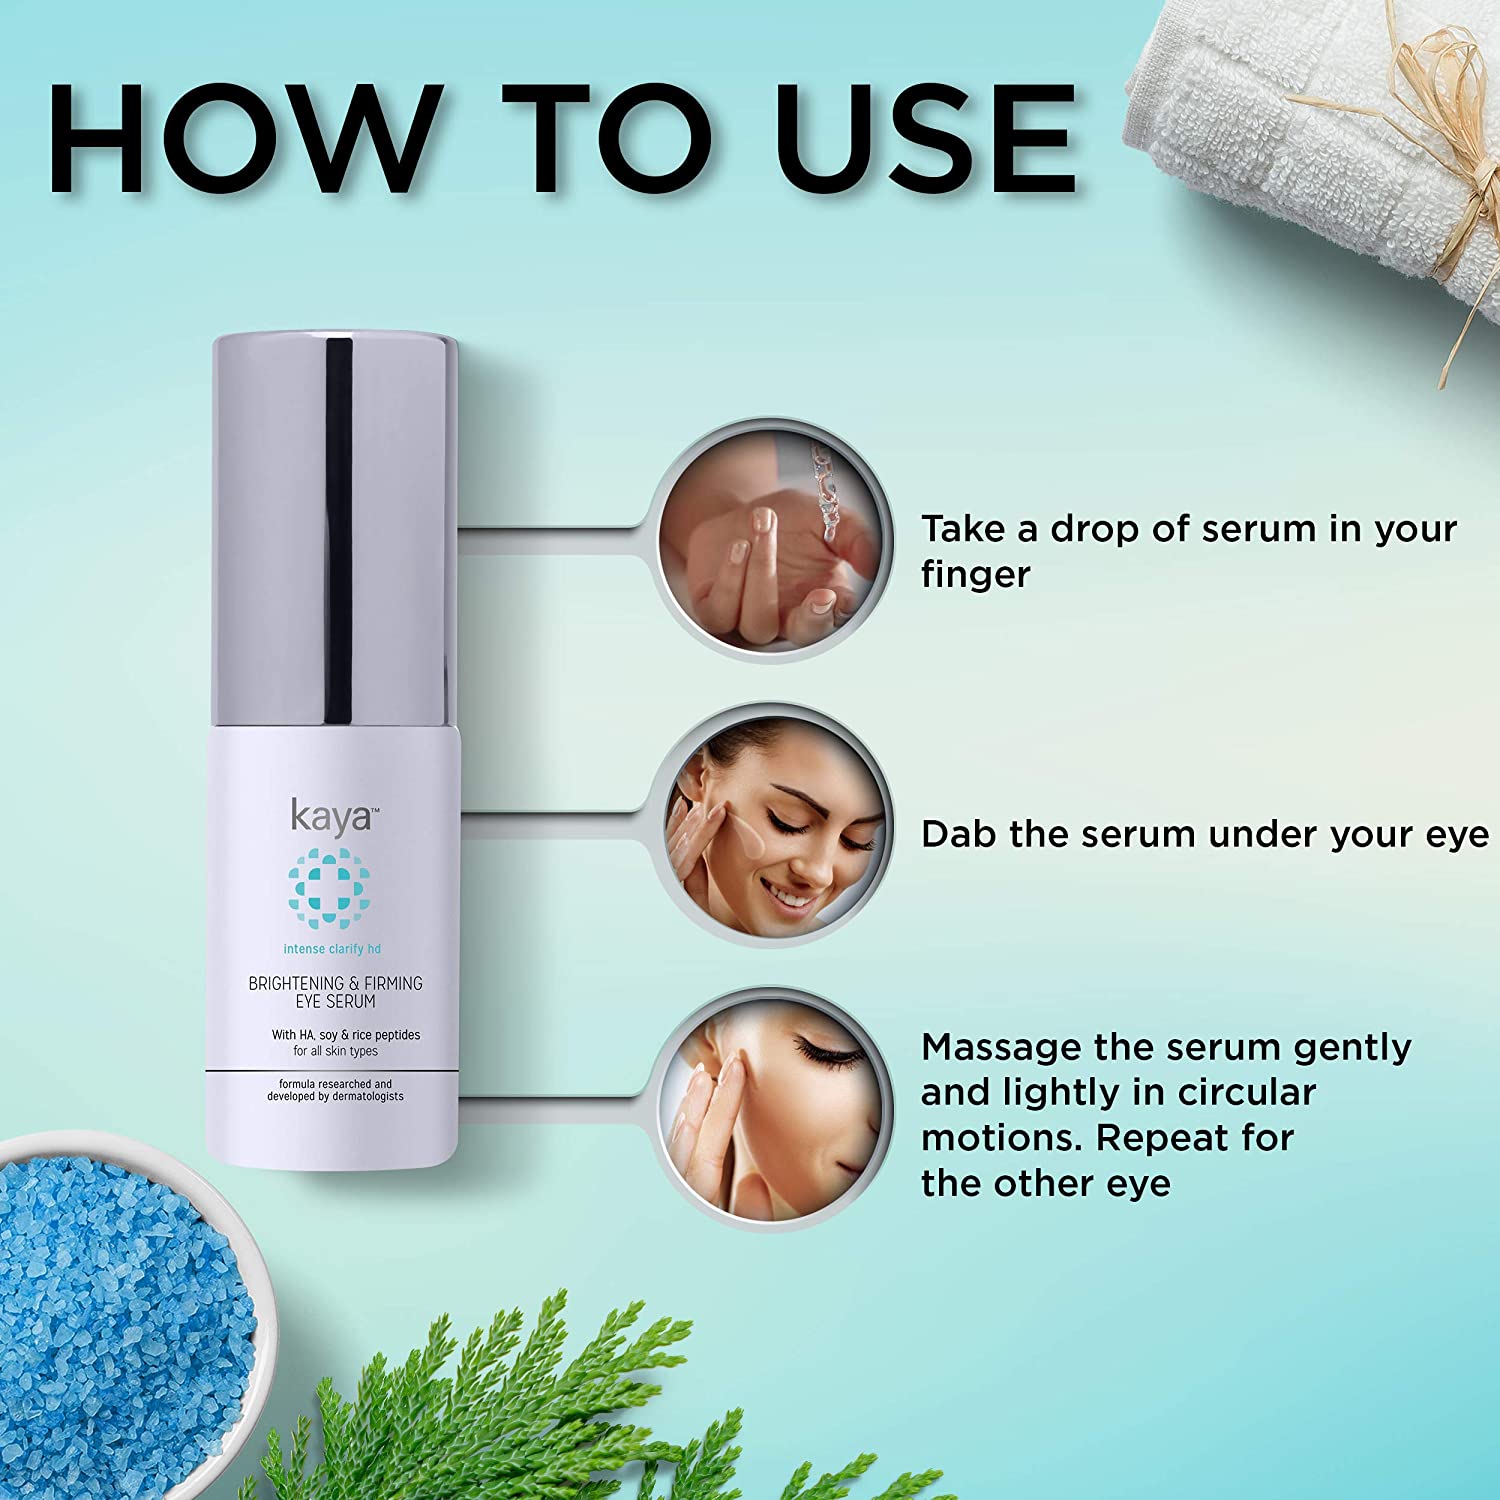 HOW TO USE
kaya™
intense clarify hd
BRIGHTENING & FIRMING
EYE SERUM
With HA, soy & rice peptides
for all skin types
formula researched and
developed by dermatologists
Take a drop of serum in your
finger
Dab the serum under your eye
Massage the serum gently
and lightly in circular
motions. Repeat for
the other eye